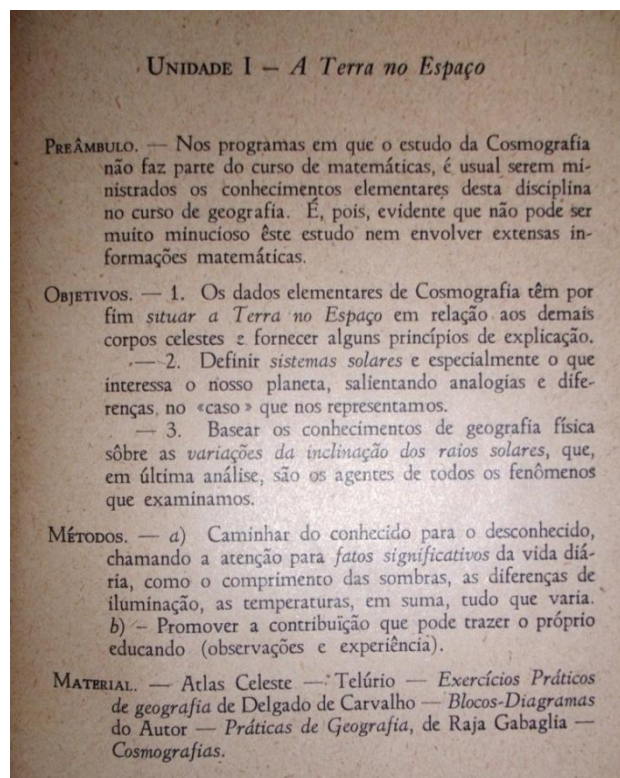 UNIDADE I — A Terra no Espaço
PREÂMBULO. — Nos programas em que o estudo da Cosmografia
não faz parte do curso de matemáticas, é usual serem mi-
nistrados os conhecimentos elementares desta disciplina
no curso de geografia. É, pois, evidente que não pode ser
muito minucioso êste estudo nem envolver extensas in-
formações matemáticas.
OBJETIVOS. — 1. Os dados elementares de Cosmografia têm por
fim situar a Terra no Espaço em relação aos demais
corpos celestes e fornecer alguns princípios de explicação.
— 2. Definir sistemas solares e especialmente o que
interessa o nosso planeta, salientando analogias e dife-
renças, no «caso» que nos representamos.
— 3. Basear os conhecimentos de geografia física
sôbre as variações da inclinação dos raios solares, que,
em última análise, são os agentes de todos os fenômenos
que examinamos.
MÉTODOS. — a) Caminhar do conhecido para o desconhecido,
chamando a atenção para fatos significativos da vida diá-
ria, como o comprimento das sombras, as diferenças de
iluminação, as temperaturas, em suma, tudo que varia.
b) — Promover a contribuïção que pode trazer o próprio
educando (observações e experiência).
MATERIAL. — Atlas Celeste — Telúrio — Exercícios Práticos
de geografia de Delgado de Carvalho — Blocos-Diagramas
do Autor — Práticas de Geografia, de Raja Gabaglia —
Cosmografias.